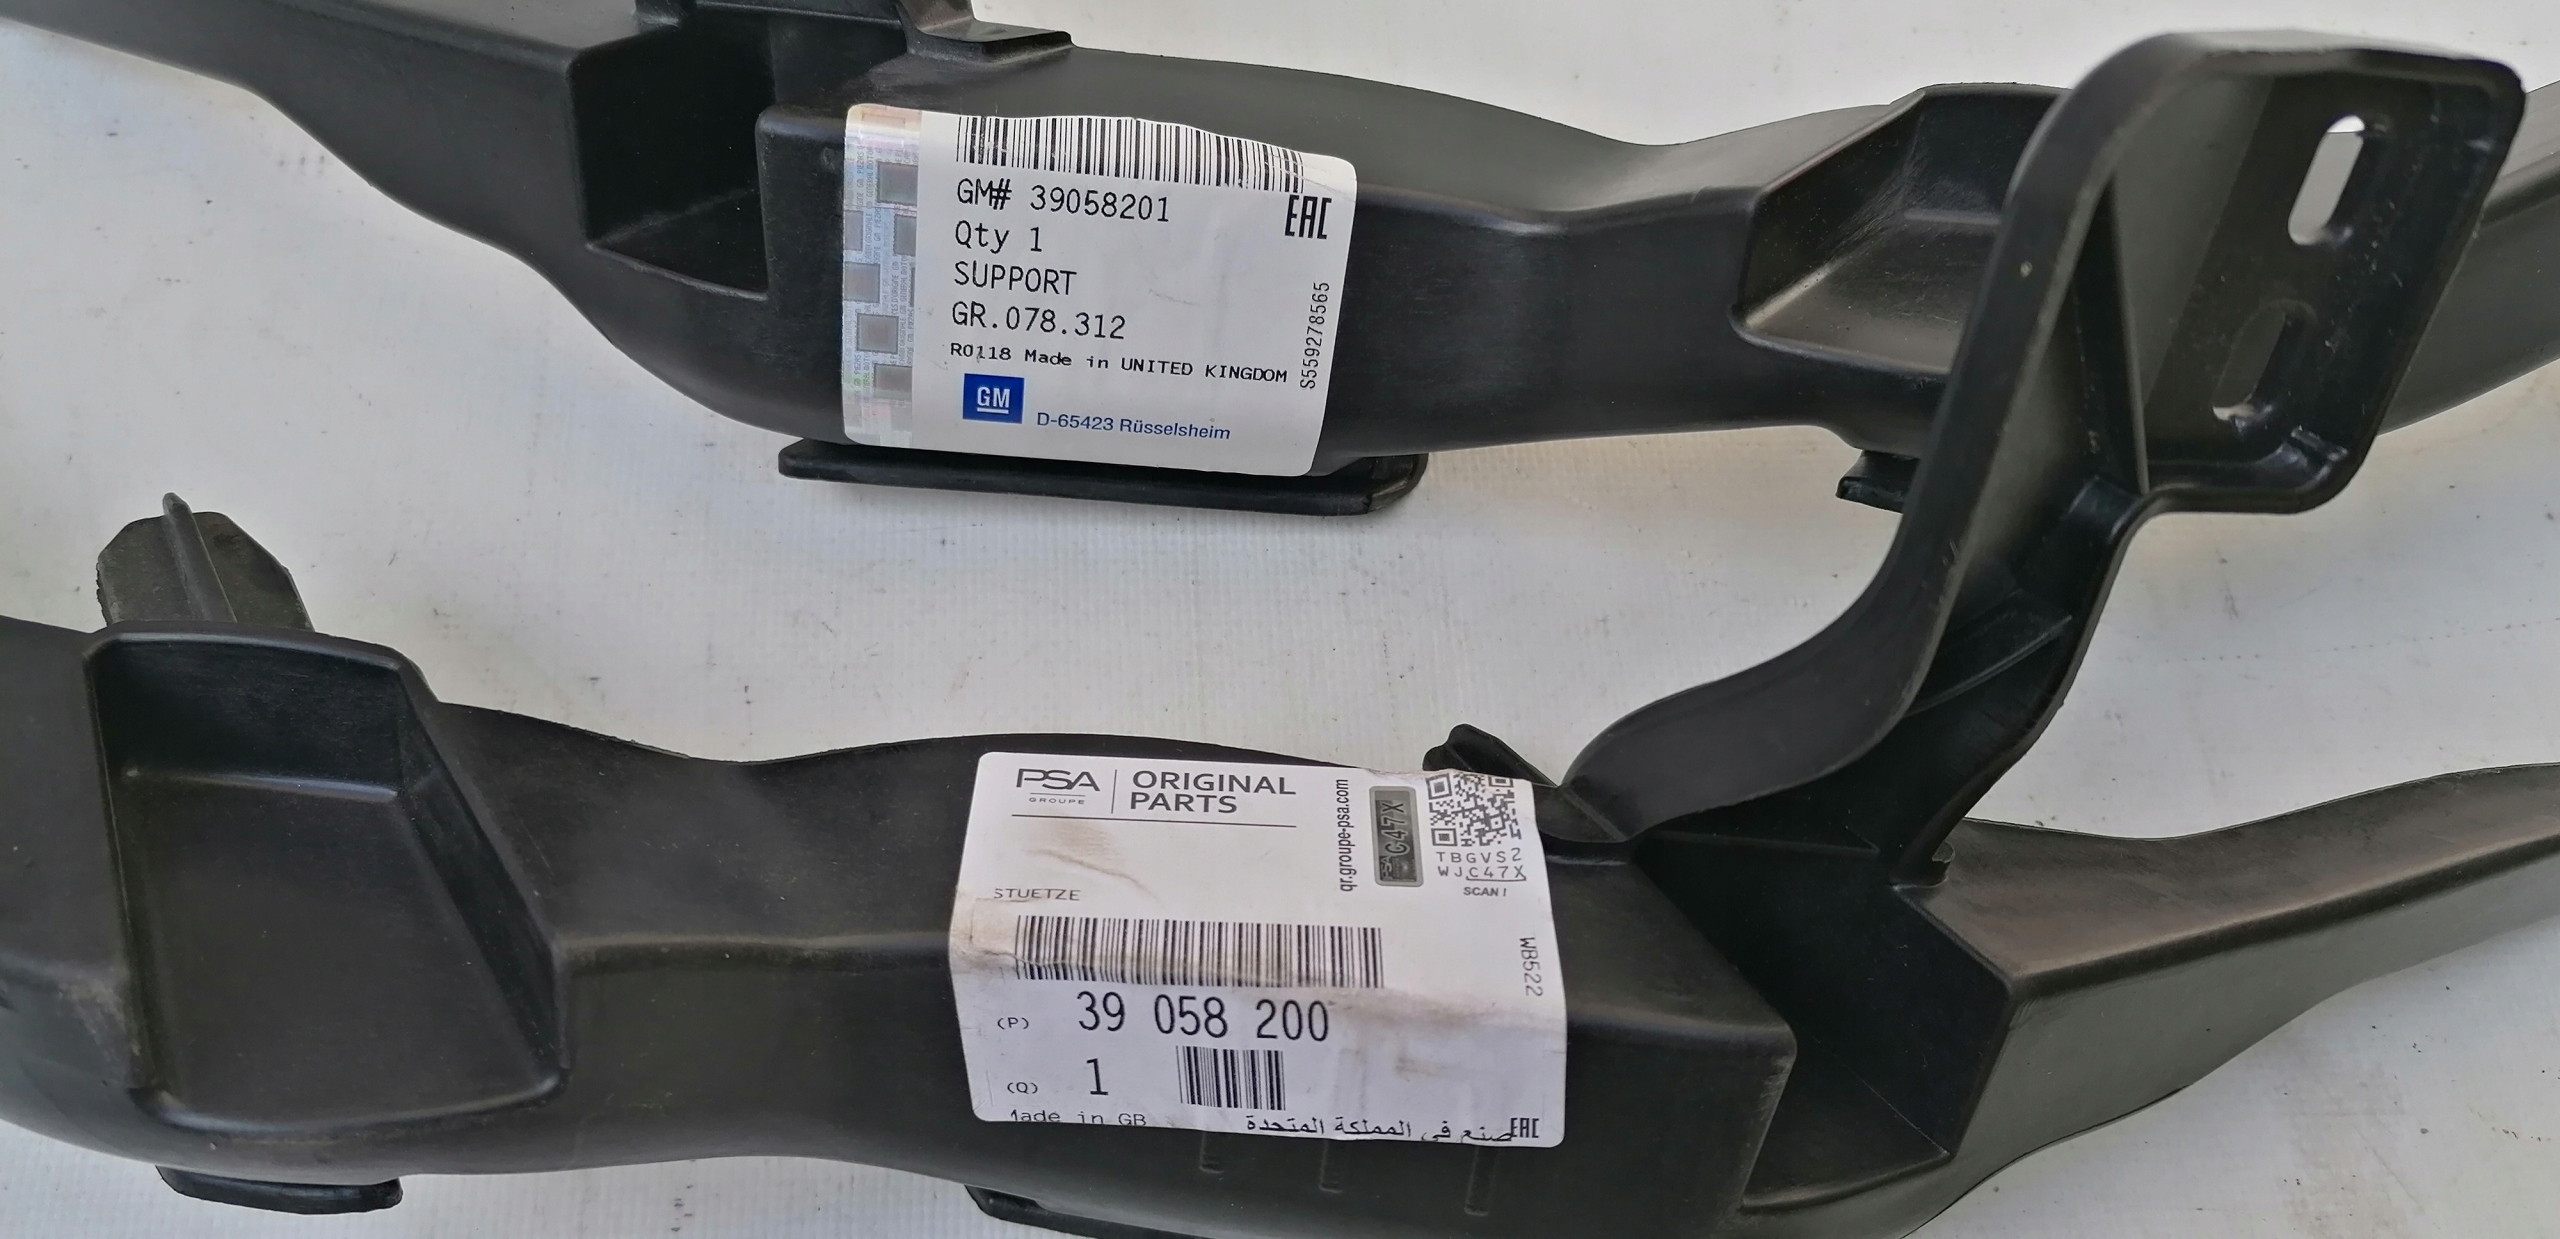 GM# 39058201
EAC
Qty 1
SUPPORT
GR.078.312
R0118 Made in UNITED KINGDOM
S559278565
GM
D-65423 Rüsselsheim
PSA
GROUPE
ORIGINAL
PARTS
qr.groupe-psa.com
C47X
TBGVS2
WJC47X
SCAN!
STUETZE
WB522
(P) 39 058 200
(Q) 1
Made in GB
صنع في المملكة المتحدة
EAC